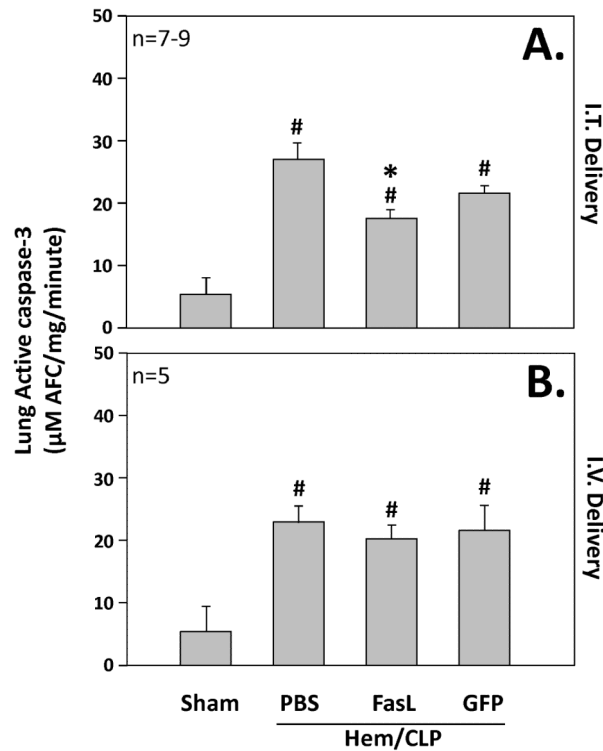 50
n=7-9
A.
40
30
20
10
0
#
*
#
#
I.T. Delivery
Lung Active caspase-3
(μM AFC/mg/minute)
50
n=5
B.
40
30
20
10
0
#
#
#
I.V. Delivery
Sham PBS FasL GFP
Hem/CLP